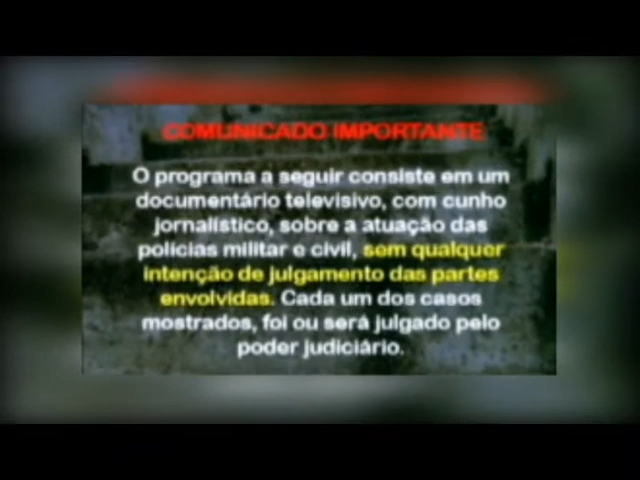 COMUNICADO IMPORTANTE
O programa a seguir consiste em um
documentário televisivo, com cunho
jornalístico, sobre a atuação das
polícias militar e civil, sem qualquer
intenção de julgamento das partes
envolvidas. Cada um dos casos
mostrados, foi ou será julgado pelo
poder judiciário.